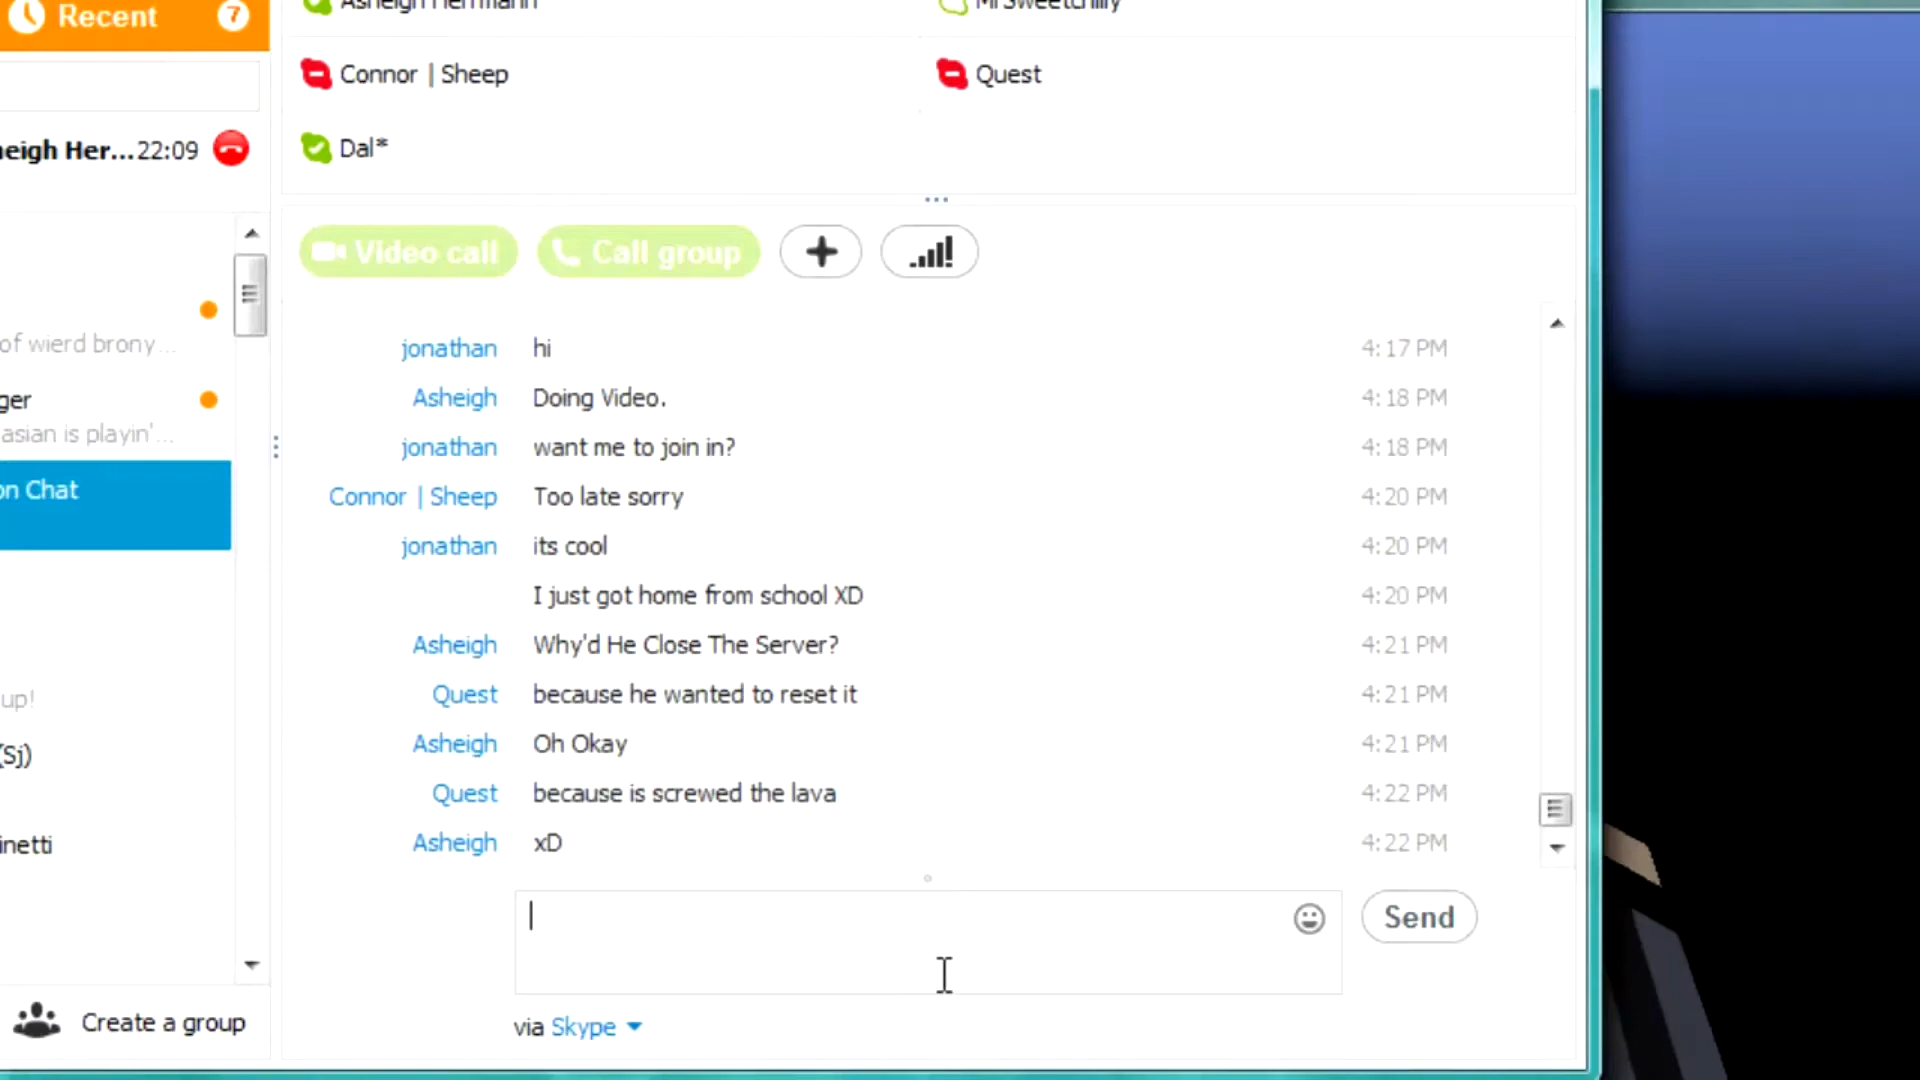 Recent 7
Asheigh Herrmann
MrSweetchilly
Connor | Sheep
Quest
Dal*
eigh Her... 22:09
Video call
Call group
of wierd brony...
ger
asian is playin'...
on Chat
up!
(Sj)
inetti
Create a group
jonathan hi 4:17 PM
Asheigh Doing Video. 4:18 PM
jonathan want me to join in? 4:18 PM
Connor | Sheep Too late sorry 4:20 PM
jonathan its cool 4:20 PM
I just got home from school XD 4:20 PM
Asheigh Why'd He Close The Server? 4:21 PM
Quest because he wanted to reset it 4:21 PM
Asheigh Oh Okay 4:21 PM
Quest because is screwed the lava 4:22 PM
Asheigh xD 4:22 PM
Send
via Skype